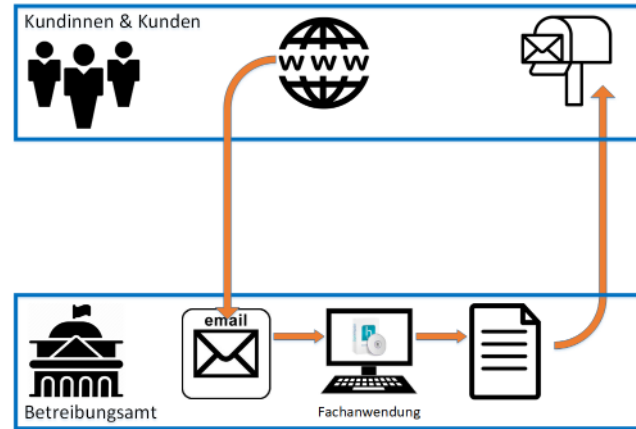 Kundinnen & Kunden
WWW
email
Betreibungsamt
Fachanwendung